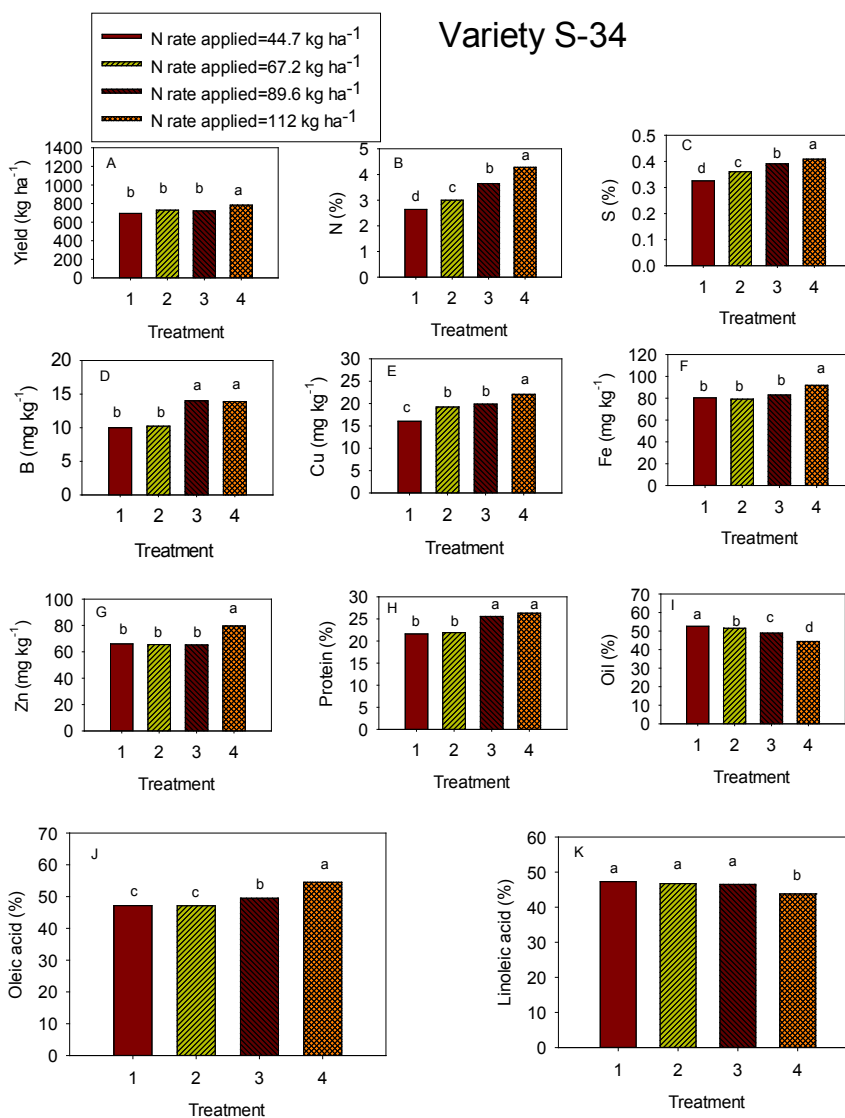 Variety S-34
N rate applied=44.7 kg ha-1
N rate applied=67.2 kg ha-1
N rate applied=89.6 kg ha-1
N rate applied=112 kg ha-1
A
Yield (kg ha-1)
1400
1200
1000
800
600
400
200
0
b b b a
1 2 3 4
Treatment
B
N (%)
5
4
3
2
1
0
d c b a
1 2 3 4
Treatment
C
S (%)
0.5
0.4
0.3
0.2
0.1
0.0
d c b a
1 2 3 4
Treatment
D
B (mg kg-1)
20
15
10
5
0
b b a a
1 2 3 4
Treatment
E
Cu (mg kg-1)
30
25
20
15
10
5
0
c b b a
1 2 3 4
Treatment
F
Fe (mg kg-1)
120
100
80
60
40
20
0
b b b a
1 2 3 4
Treatment
G
Zn (mg kg-1)
100
80
60
40
20
0
b b b a
1 2 3 4
Treatment
H
Protein (%)
30
25
20
15
10
5
0
b b a a
1 2 3 4
Treatment
I
Oil (%)
70
60
50
40
30
20
10
0
a b c d
1 2 3 4
Treatment
J
Oleic acid (%)
70
60
50
40
30
20
10
0
c c b a
1 2 3 4
Treatment
K
Linoleic acid (%)
60
50
40
30
20
10
0
a a a b
1 2 3 4
Treatment